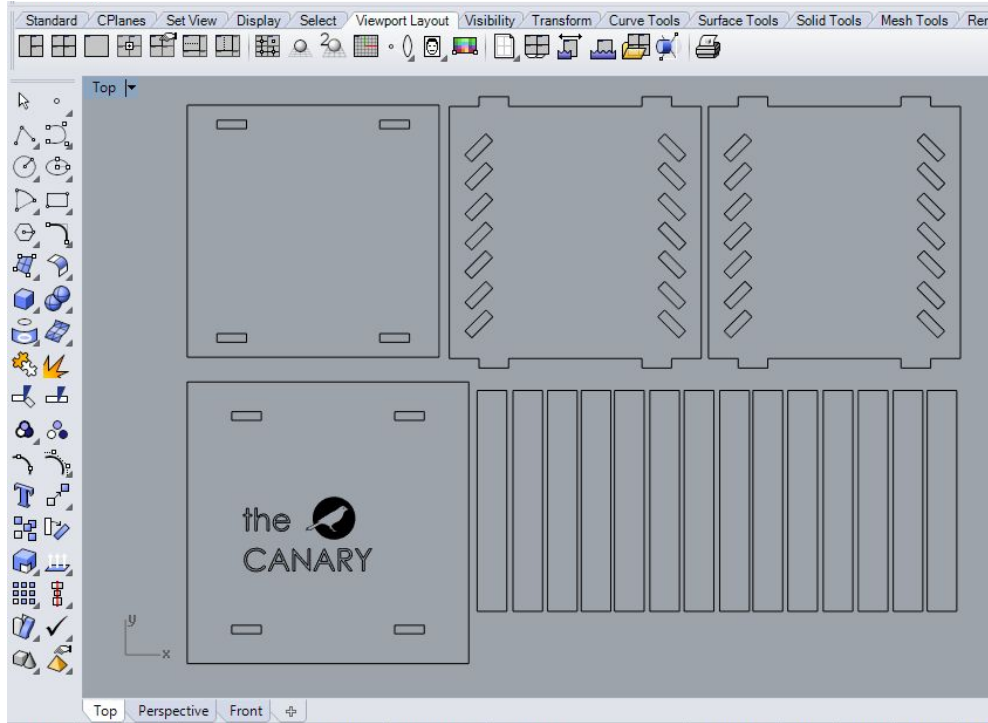 Standard CPlanes Set View Display Select Viewport Layout Visibility Transform Curve Tools Surface Tools Solid Tools Mesh Tools
Top
the
CANARY
y
x
Top Perspective Front